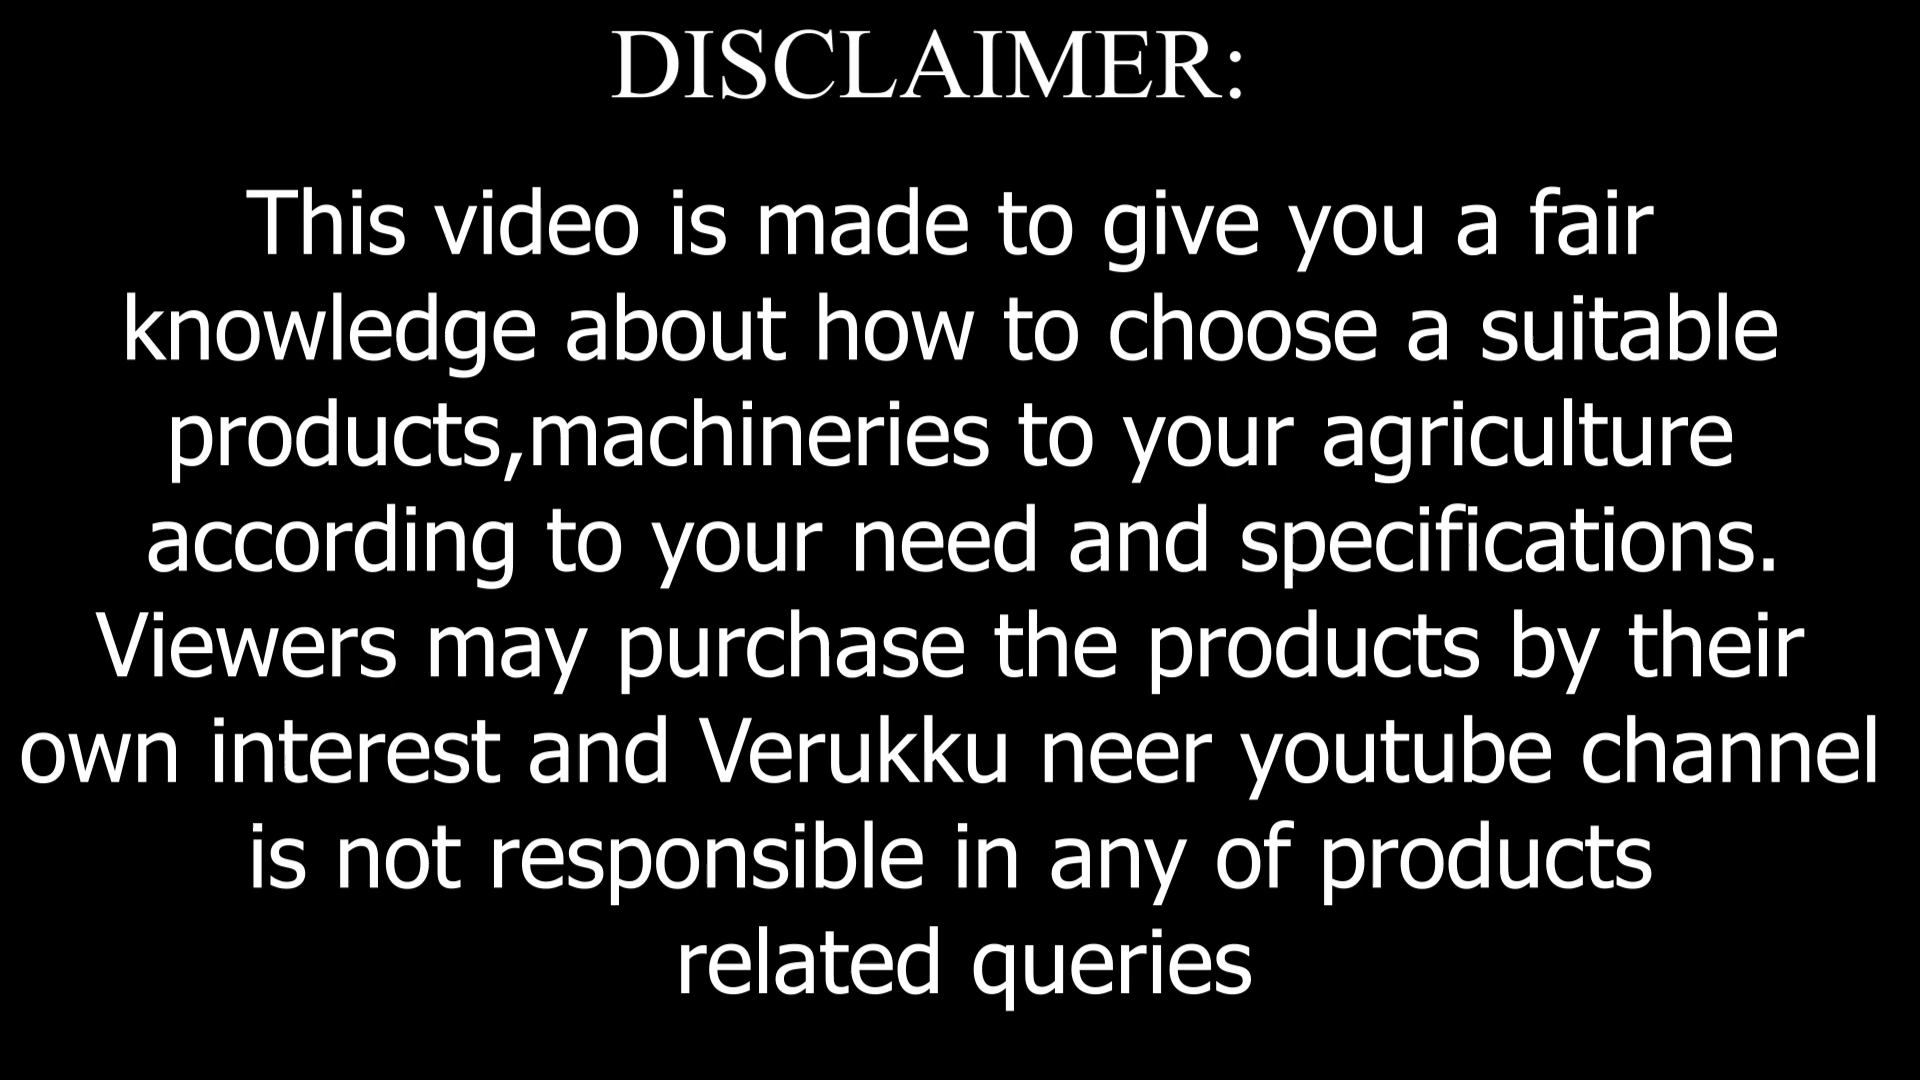 DISCLAIMER:
This video is made to give you a fair
knowledge about how to choose a suitable
products,machineries to your agriculture
according to your need and specifications.
Viewers may purchase the products by their
own interest and Verukku neer youtube channel
is not responsible in any of products
related queries